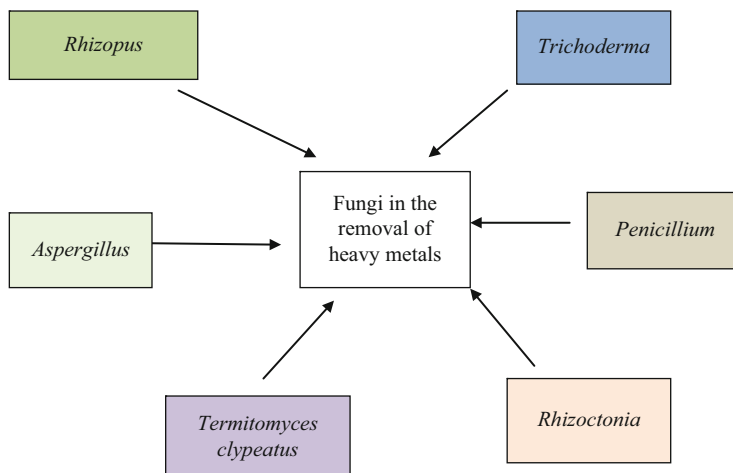 Rhizopus
Trichoderma
Fungi in the
removal of
heavy metals
Aspergillus
Penicillium
Termitomyces
clypeatus
Rhizoctonia